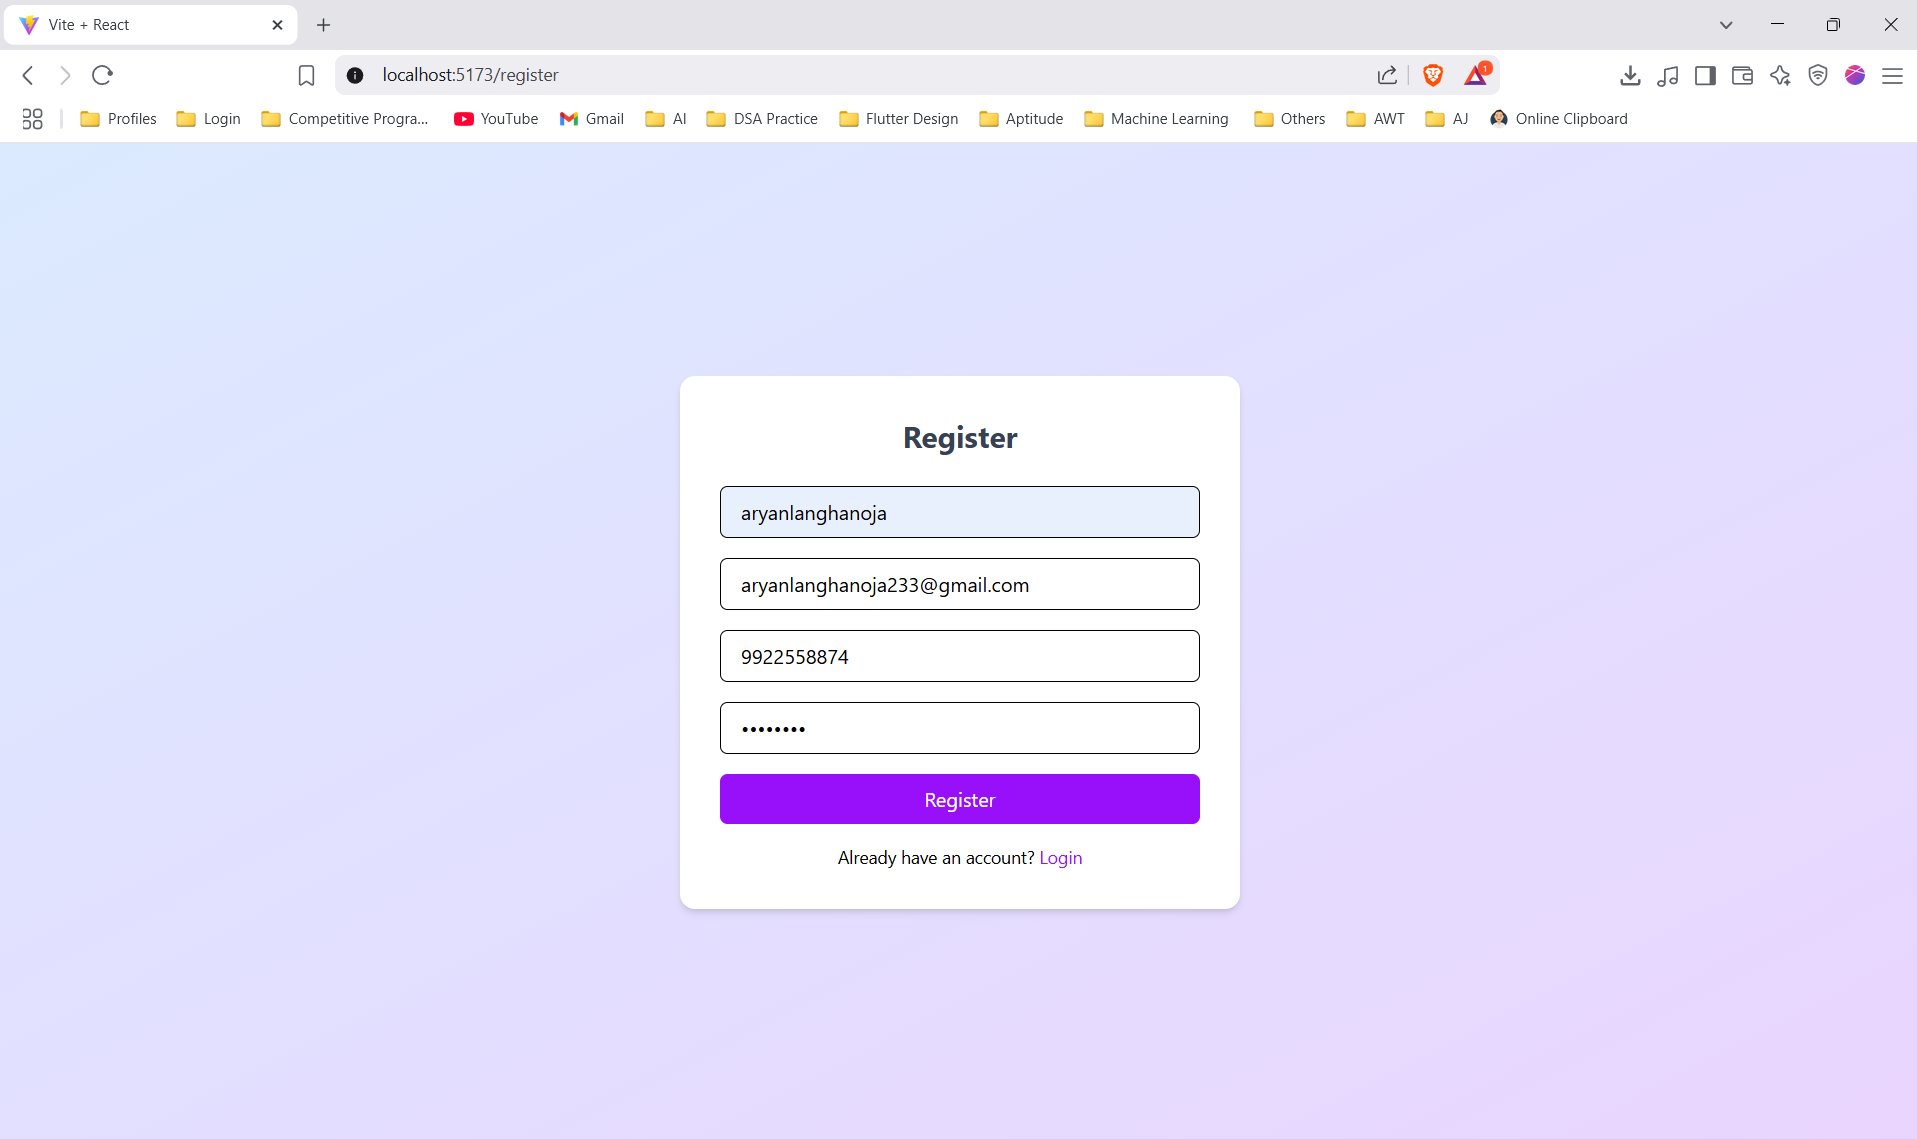 Vite + React
localhost:5173/register
1
Profiles Login Competitive Progra... YouTube Gmail AI DSA Practice Flutter Design Aptitude Machine Learning Others AWT AJ Online Clipboard
Register
aryanlanghanoja
aryanlanghanoja233@gmail.com
9922558874
••••••••
Register
Already have an account? Login